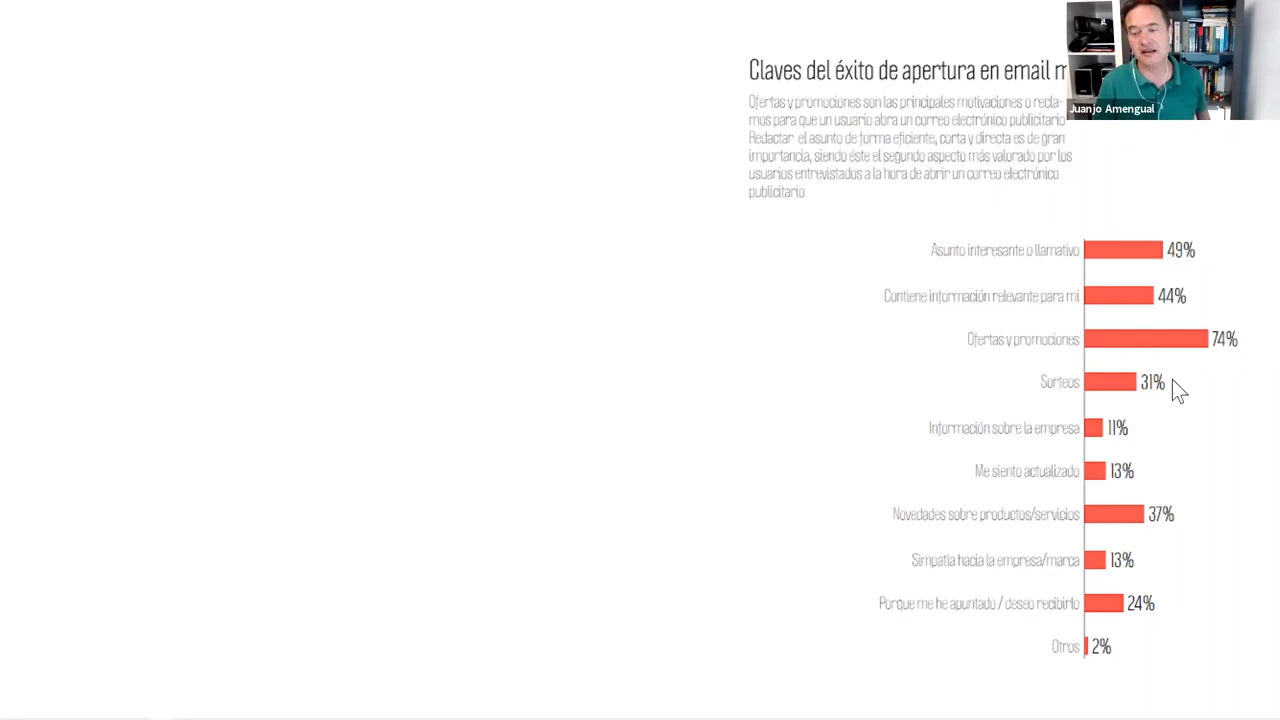 Claves del éxito de apertura en email m
Juanjo Amengual
Ofertas y promociones son las principales motivaciones o recla-
mos para que un usuario abra un correo electrónico publicitario
Redactar el asunto de forma eficiente, corta y directa es de gran
importancia, siendo éste el segundo aspecto más valorado por los
usuarios entrevistados a la hora de abrir un correo electrónico
publicitario.
Asunto interesante o llamativo 49%
Contiene información relevante para mi 44%
Ofertas y promociones 74%
Sorteos 31%
Información sobre la empresa 11%
Me siento actualizado 13%
Novedades sobre productos/servicios 37%
Simpatía hacia la empresa/marca 13%
Porque me he apuntado / deseo recibirlo 24%
Otros 2%